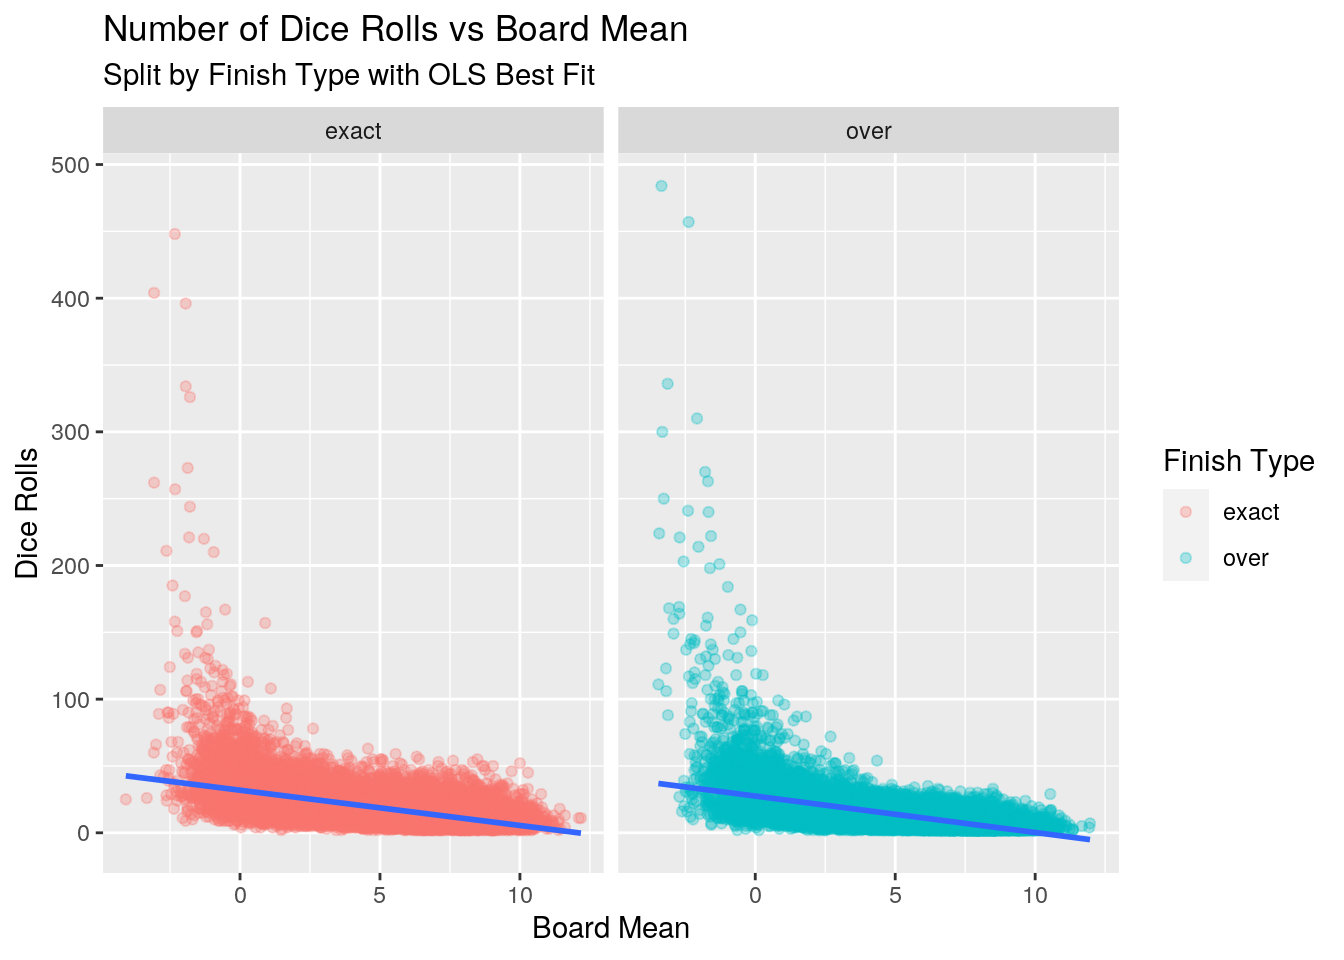 Number of Dice Rolls vs Board Mean
Split by Finish Type with OLS Best Fit
exact
over
500
400
300
200
100
0
Dice Rolls
0
5
10
0
5
10
Board Mean
Finish Type
exact
over